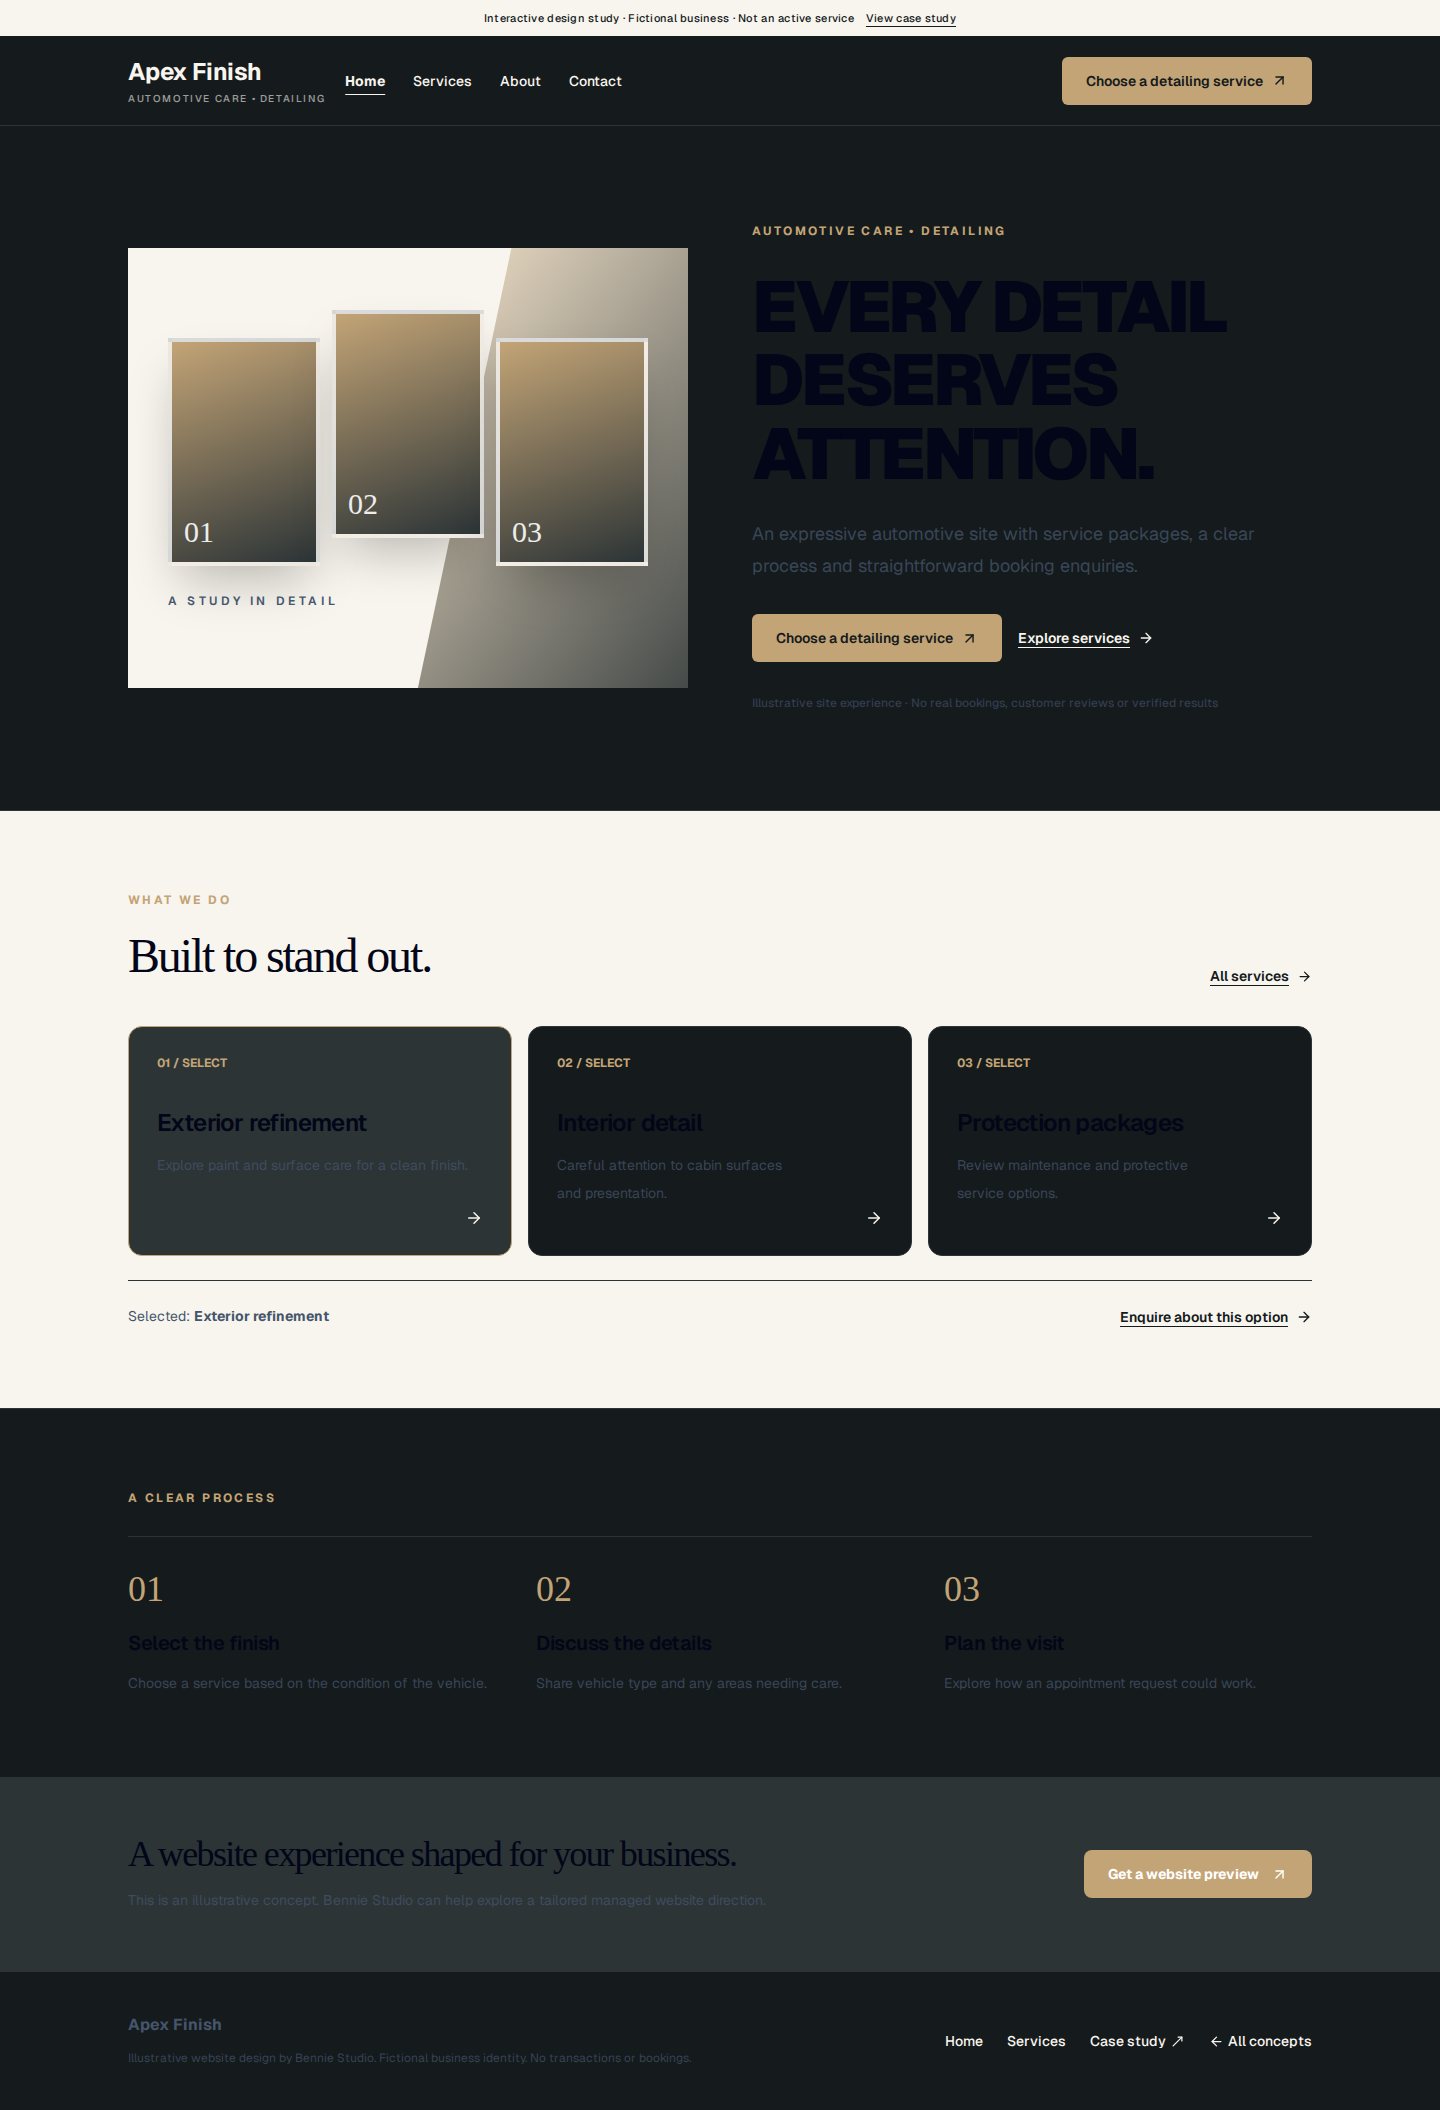 Interactive design study · Fictional business · Not an active service View case study
Apex Finish
AUTOMOTIVE CARE • DETAILING
Home Services About Contact
Choose a detailing service
AUTOMOTIVE CARE • DETAILING
EVERY DETAIL
DESERVES
ATTENTION.
An expressive automotive site with service packages, a clear
process and straightforward booking enquiries.
Choose a detailing service
Explore services →
Illustrative site experience · No real bookings, customer reviews or verified results
01
02
03
A STUDY IN DETAIL
WHAT WE DO
Built to stand out.
All services →
01 / SELECT
Exterior refinement
Explore paint and surface care for a clean finish.
→
02 / SELECT
Interior detail
Careful attention to cabin surfaces
and presentation.
→
03 / SELECT
Protection packages
Review maintenance and protective
service options.
→
Selected: Exterior refinement
Enquire about this option →
A CLEAR PROCESS
01
Select the finish
Choose a service based on the condition of the vehicle.
02
Discuss the details
Share vehicle type and any areas needing care.
03
Plan the visit
Explore how an appointment request could work.
A website experience shaped for your business.
This is an illustrative concept. Bennie Studio can help explore a tailored managed website direction.
Get a website preview
Apex Finish
Illustrative website design by Bennie Studio. Fictional business identity. No transactions or bookings.
Home Services Case study ↗ ← All concepts